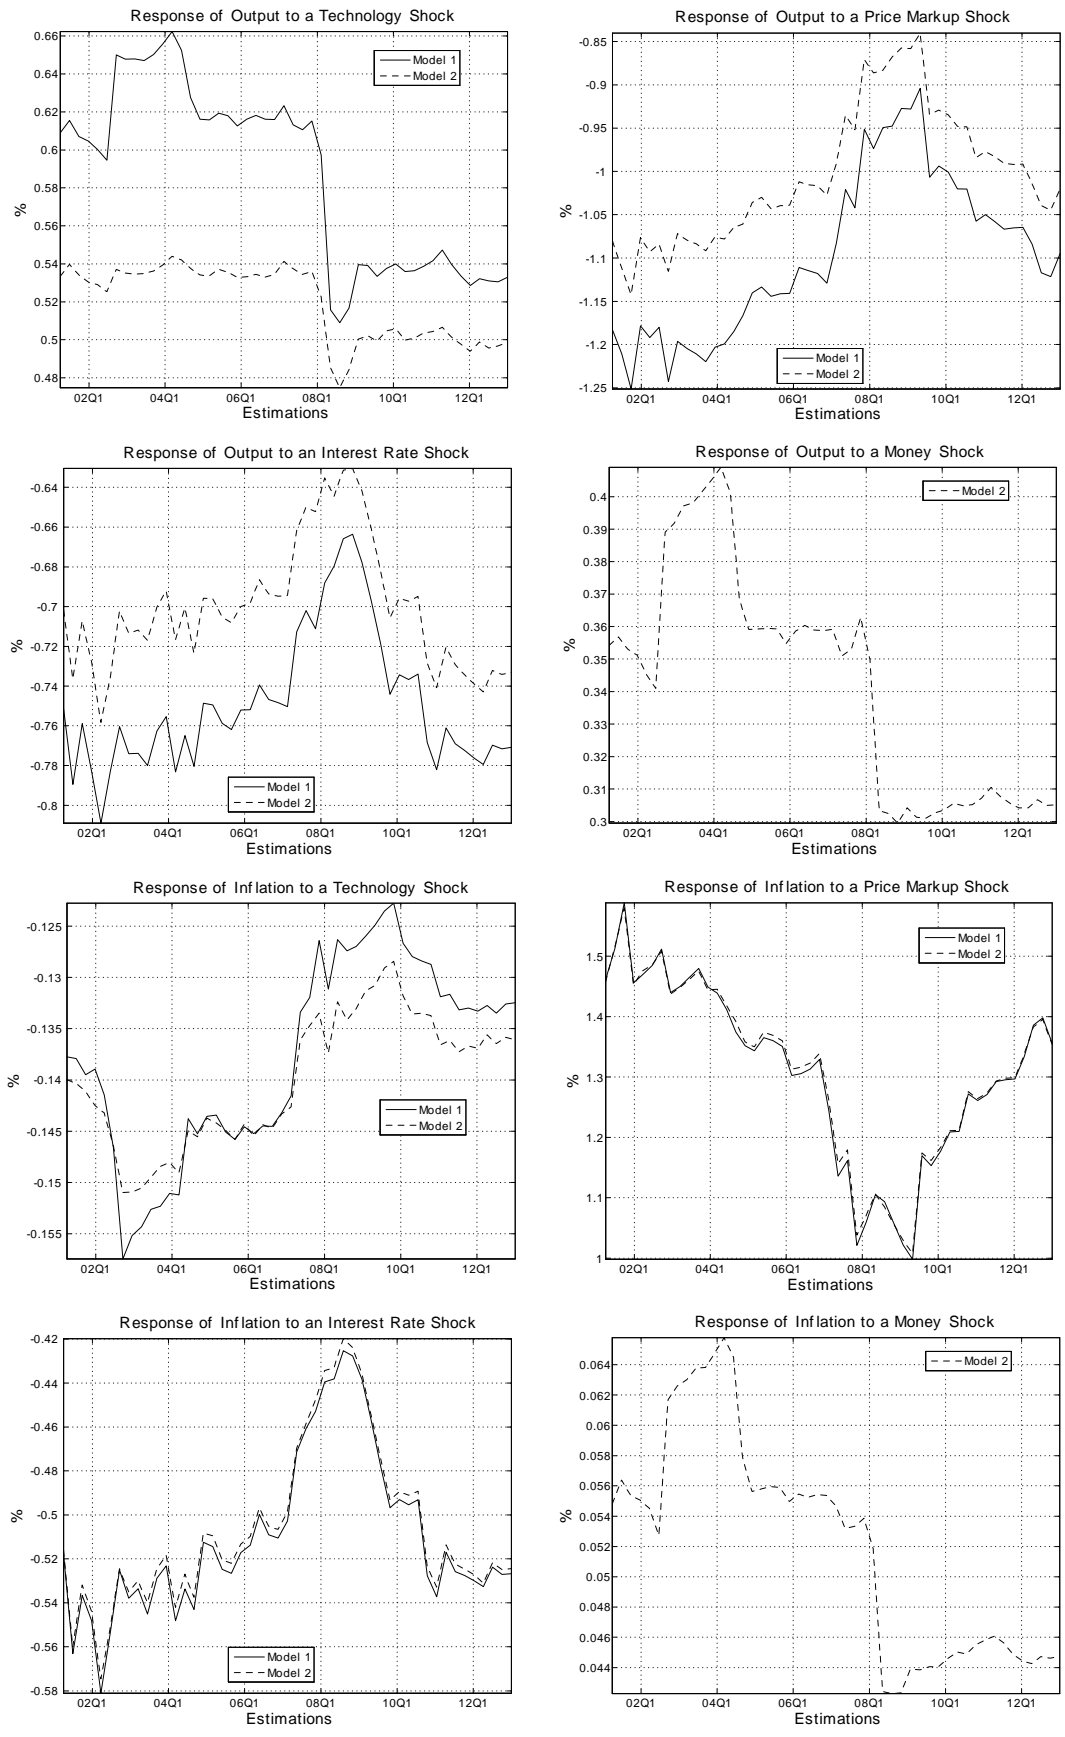 Response of Output to a Technology Shock
0.66
0.64
0.62
0.6
0.58
0.56
0.54
0.52
0.5
0.48
%
Model 1
Model 2
02Q1 04Q1 06Q1 08Q1 10Q1 12Q1
Estimations
Response of Output to a Price Markup Shock
-0.85
-0.9
-0.95
-1
-1.05
-1.1
-1.15
-1.2
-1.25
%
Model 1
Model 2
02Q1 04Q1 06Q1 08Q1 10Q1 12Q1
Estimations
Response of Output to an Interest Rate Shock
-0.64
-0.66
-0.68
-0.7
-0.72
-0.74
-0.76
-0.78
-0.8
%
Model 1
Model 2
02Q1 04Q1 06Q1 08Q1 10Q1 12Q1
Estimations
Response of Output to a Money Shock
0.4
0.39
0.38
0.37
0.36
0.35
0.34
0.33
0.32
0.31
0.3
%
Model 2
02Q1 04Q1 06Q1 08Q1 10Q1 12Q1
Estimations
Response of Inflation to a Technology Shock
-0.125
-0.13
-0.135
-0.14
-0.145
-0.15
-0.155
%
Model 1
Model 2
02Q1 04Q1 06Q1 08Q1 10Q1 12Q1
Estimations
Response of Inflation to a Price Markup Shock
1.5
1.4
1.3
1.2
1.1
1
%
Model 1
Model 2
02Q1 04Q1 06Q1 08Q1 10Q1 12Q1
Estimations
Response of Inflation to an Interest Rate Shock
-0.42
-0.44
-0.46
-0.48
-0.5
-0.52
-0.54
-0.56
-0.58
%
Model 1
Model 2
02Q1 04Q1 06Q1 08Q1 10Q1 12Q1
Estimations
Response of Inflation to a Money Shock
0.064
0.062
0.06
0.058
0.056
0.054
0.052
0.05
0.048
0.046
0.044
%
Model 2
02Q1 04Q1 06Q1 08Q1 10Q1 12Q1
Estimations